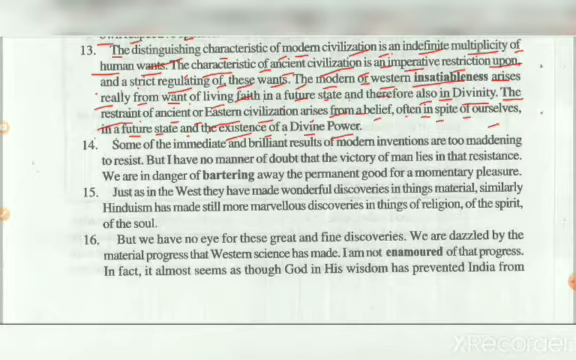 13. The distinguishing characteristic of modern civilization is an indefinite multiplicity of
human wants. The characteristic of ancient civilization is an imperative restriction upon,
and a strict regulating of, these wants. The modern or western insatiableness arises
really from want of living faith in a future state and therefore also in Divinity. The
restraint of ancient or Eastern civilization arises from a belief, often in spite of ourselves,
in a future state and the existence of a Divine Power.
14. Some of the immediate and brilliant results of modern inventions are too maddening
to resist. But I have no manner of doubt that the victory of man lies in that resistance.
We are in danger of bartering away the permanent good for a momentary pleasure.
15. Just as in the West they have made wonderful discoveries in things material, similarly
Hinduism has made still more marvellous discoveries in things of religion, of the spirit,
of the soul.
16. But we have no eye for these great and fine discoveries. We are dazzled by the
material progress that Western science has made. I am not enamoured of that progress.
In fact, it almost seems as though God in His wisdom has prevented India from
XRecorder